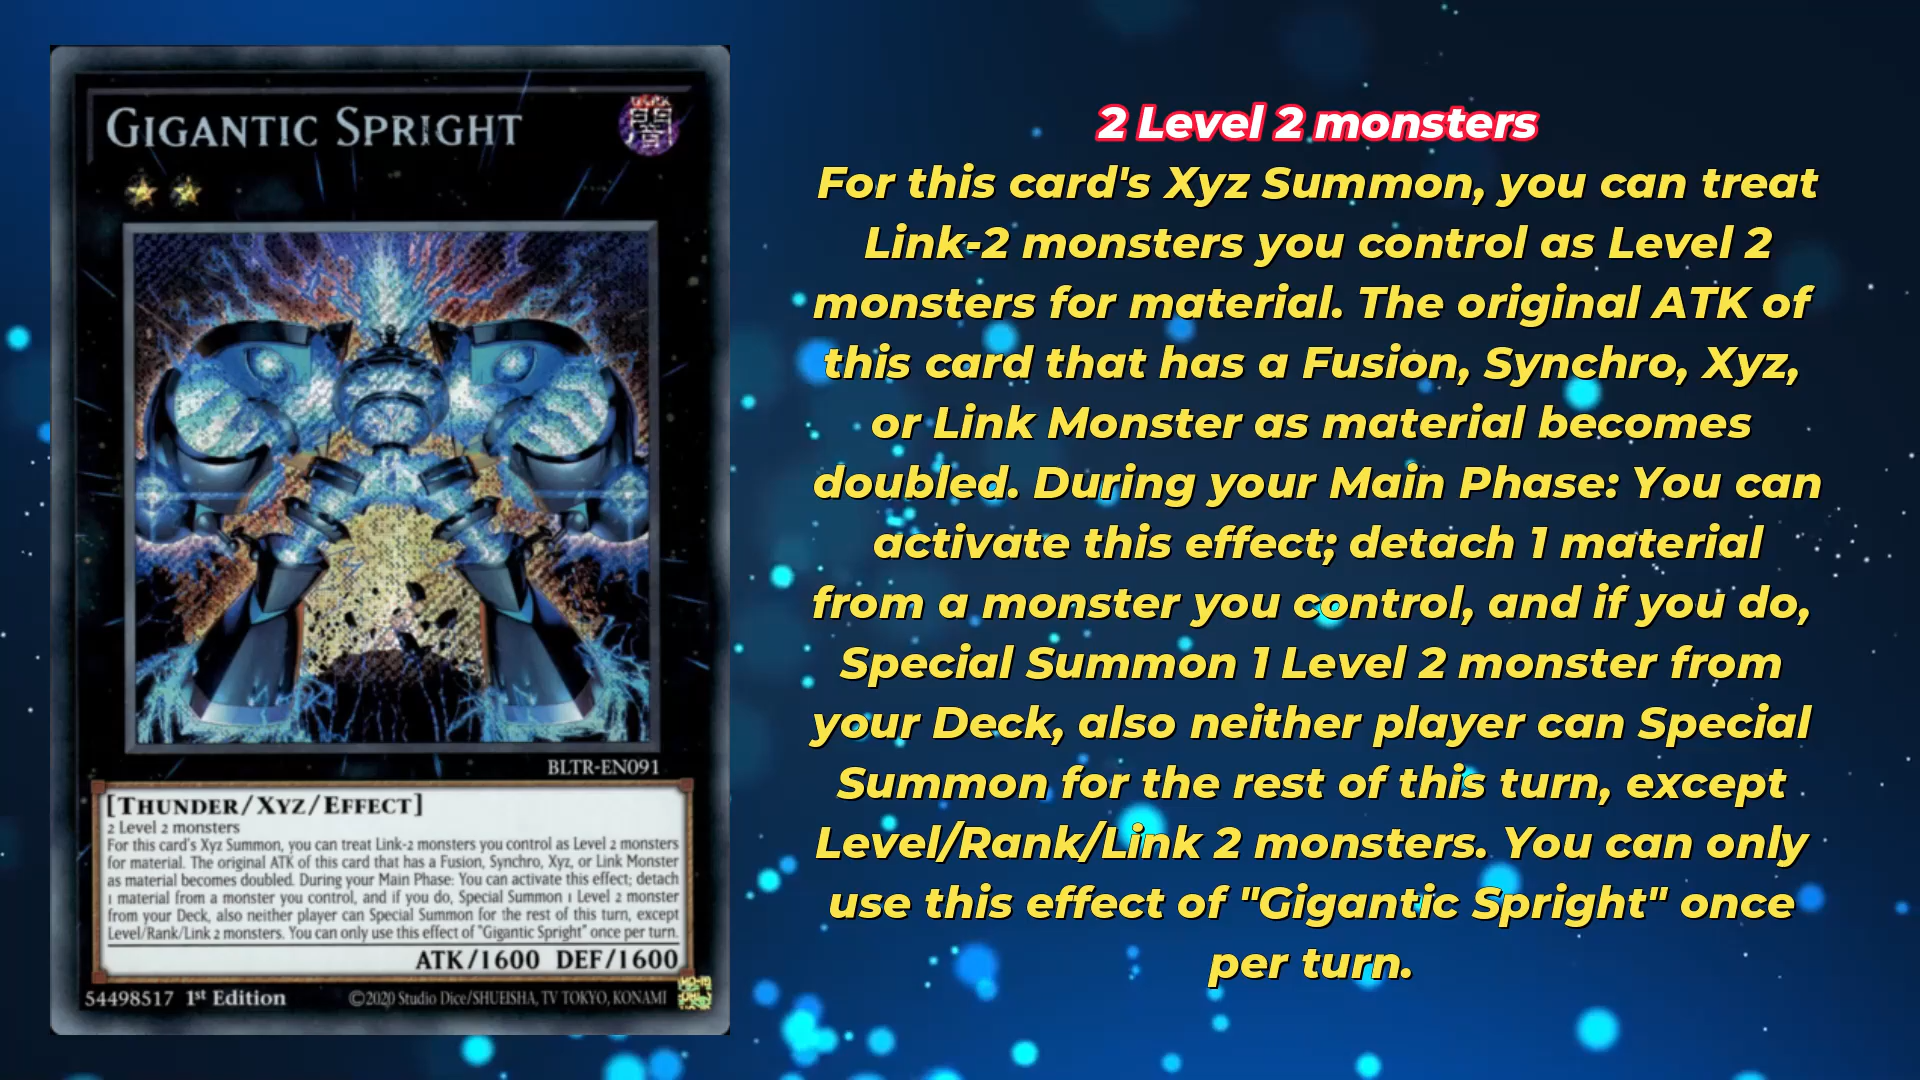 GIGANTIC SPRIGHT
BLTR-EN091
[THUNDER/XYZ/EFFECT]
2 Level 2 monsters
For this card's Xyz Summon, you can treat Link-2 monsters you control as Level 2 monsters
for material. The original ATK of this card that has a Fusion, Synchro, Xyz, or Link Monster
as material becomes doubled. During your Main Phase: You can activate this effect; detach
1 material from a monster you control, and if you do, Special Summon 1 Level 2 monster
from your Deck, also neither player can Special Summon for the rest of this turn, except
Level/Rank/Link 2 monsters. You can only use this effect of "Gigantic Spright" once per turn.
ATK/1600 DEF/1600
54498517 1st Edition ©2020 Studio Dice/SHUEISHA, TV TOKYO, KONAMI
2 Level 2 monsters
For this card's Xyz Summon, you can treat
Link-2 monsters you control as Level 2
monsters for material. The original ATK of
this card that has a Fusion, Synchro, Xyz,
or Link Monster as material becomes
doubled. During your Main Phase: You can
activate this effect; detach 1 material
from a monster you control, and if you do,
Special Summon 1 Level 2 monster from
your Deck, also neither player can Special
Summon for the rest of this turn, except
Level/Rank/Link 2 monsters. You can only
use this effect of "Gigantic Spright" once
per turn.